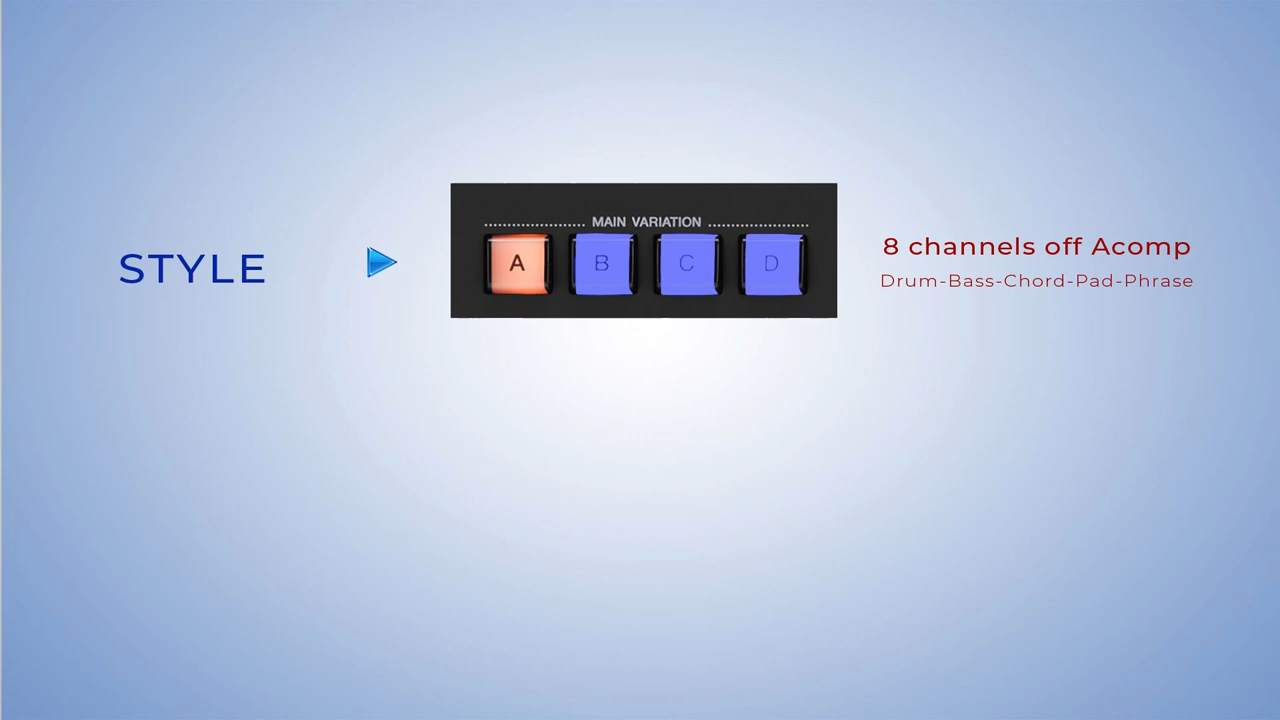 STYLE
MAIN VARIATION
A B C D
8 channels off Acomp
Drum-Bass-Chord-Pad-Phrase